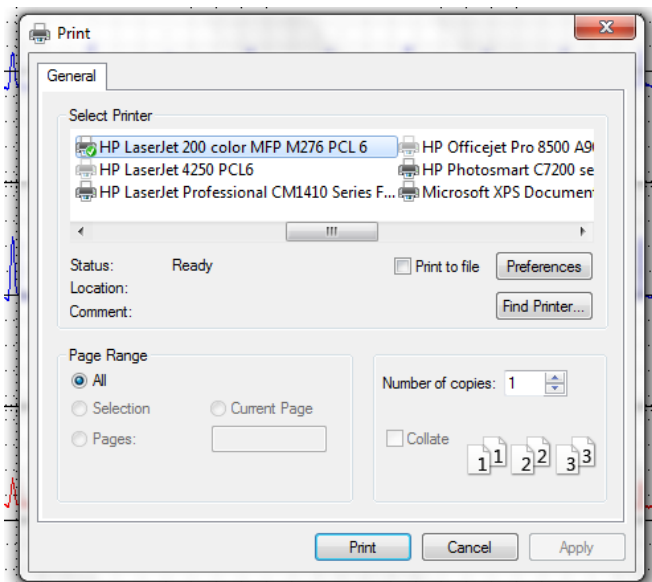 Print
General
Select Printer
HP LaserJet 200 color MFP M276 PCL 6 HP Officejet Pro 8500 A9
HP LaserJet 4250 PCL6 HP Photosmart C7200 se
HP LaserJet Professional CM1410 Series F... Microsoft XPS Documen
Status: Ready Print to file Preferences
Location:
Comment: Find Printer...
Page Range
All Number of copies: 1
Selection Current Page
Pages: Collate
1 1 2 2 3 3
Print Cancel Apply